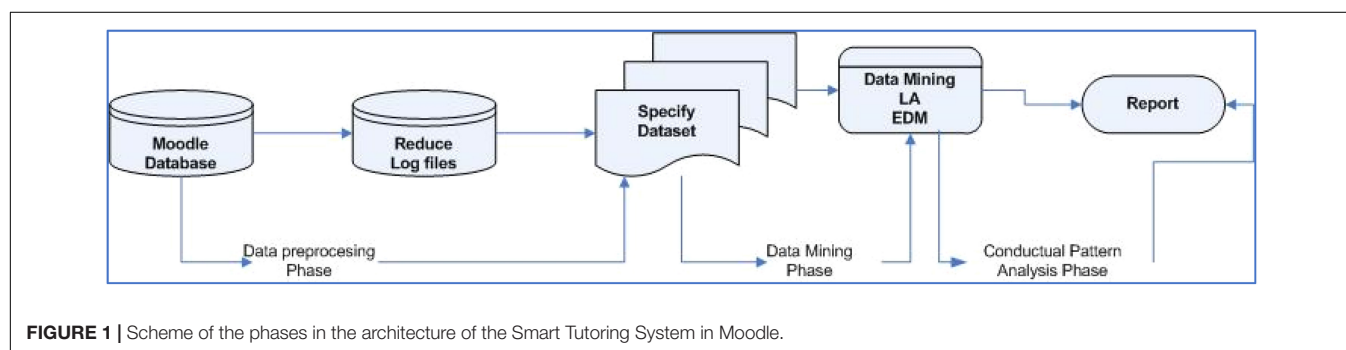 Moodle
Database
Reduce
Log files
Specify
Dataset
Data Mining
LA
EDM
Report
Data preprocesing
Phase
Data Mining
Phase
Conductual Pattern
Analysis Phase
FIGURE 1 | Scheme of the phases in the architecture of the Smart Tutoring System in Moodle.